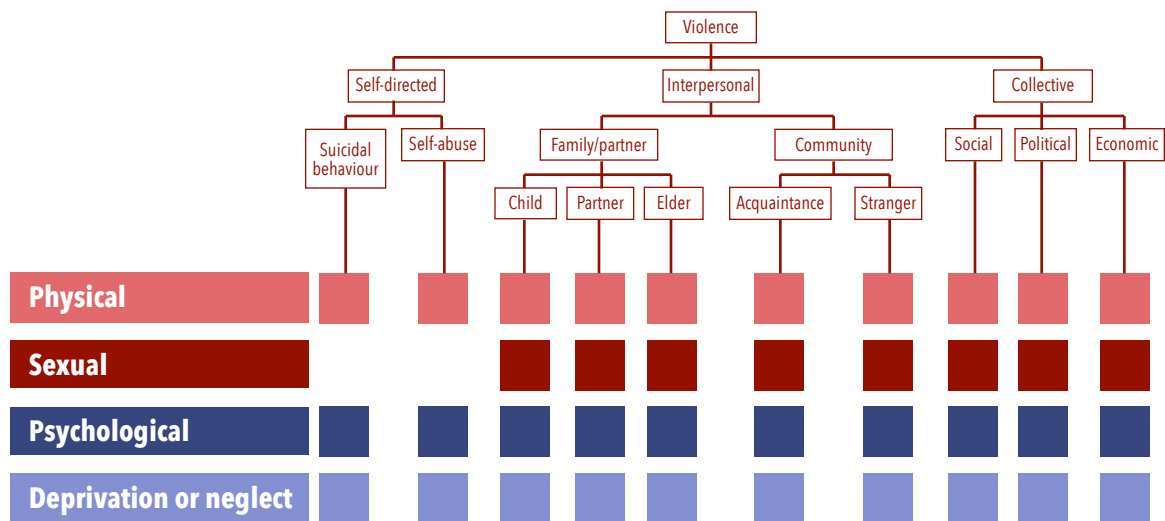 Violence
Self-directed
Interpersonal
Collective
Suicidal
behaviour
Self-abuse
Family/partner
Community
Social
Political
Economic
Child
Partner
Elder
Acquaintance
Stranger
Physical
Sexual
Psychological
Deprivation or neglect